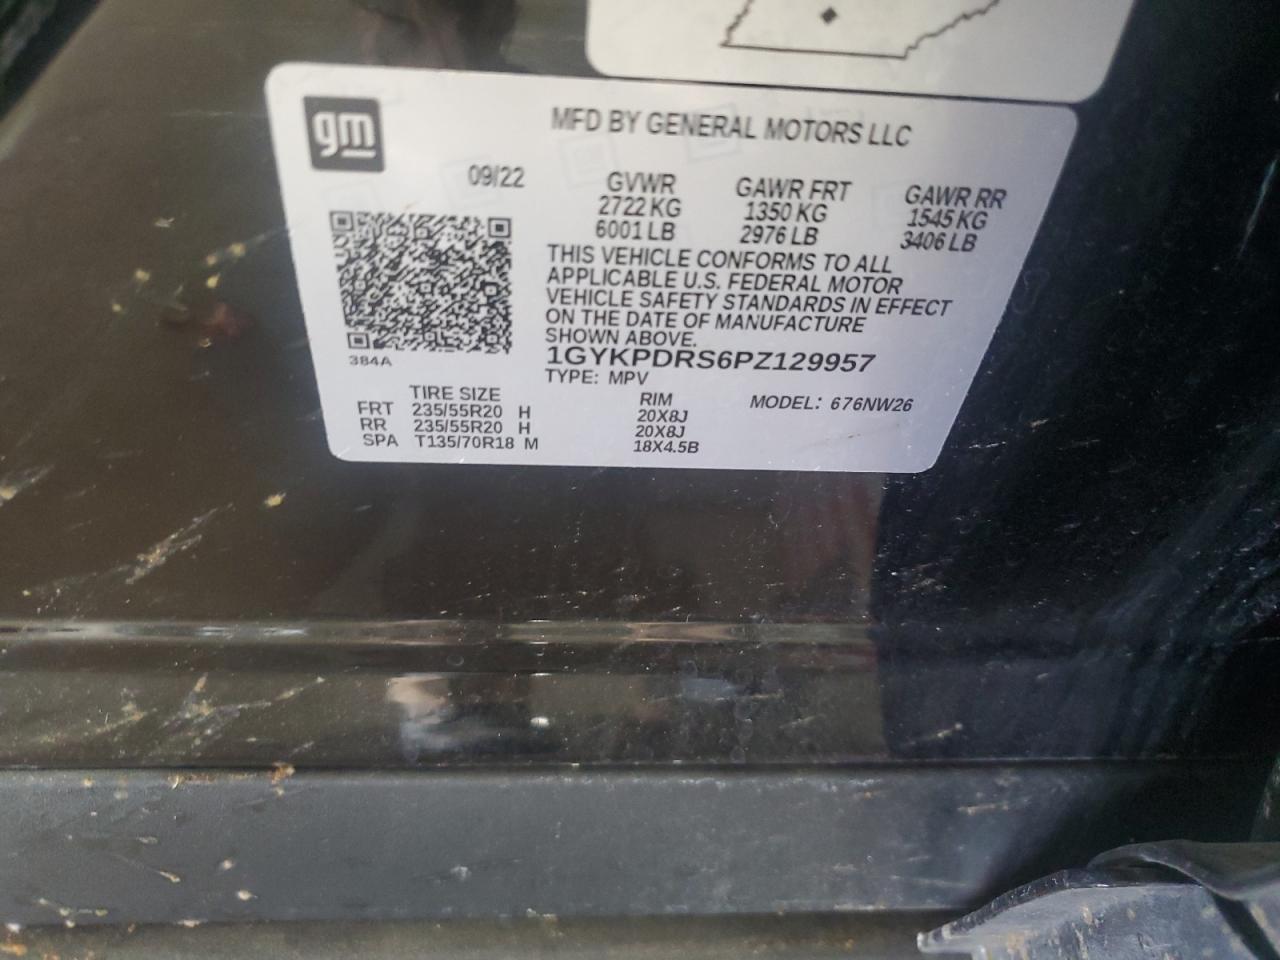 gm
MFD BY GENERAL MOTORS LLC
09/22 GVWR GAWR FRT GAWR RR
2722 KG 1350 KG 1545 KG
6001 LB 2976 LB 3406 LB
THIS VEHICLE CONFORMS TO ALL
APPLICABLE U.S. FEDERAL MOTOR
VEHICLE SAFETY STANDARDS IN EFFECT
ON THE DATE OF MANUFACTURE
SHOWN ABOVE.
384A
1GYKPDRS6PZ129957
TYPE: MPV
TIRE SIZE RIM MODEL: 676NW26
FRT 235/55R20 H 20X8J
RR 235/55R20 H 20X8J
SPA T135/70R18 M 18X4.5B